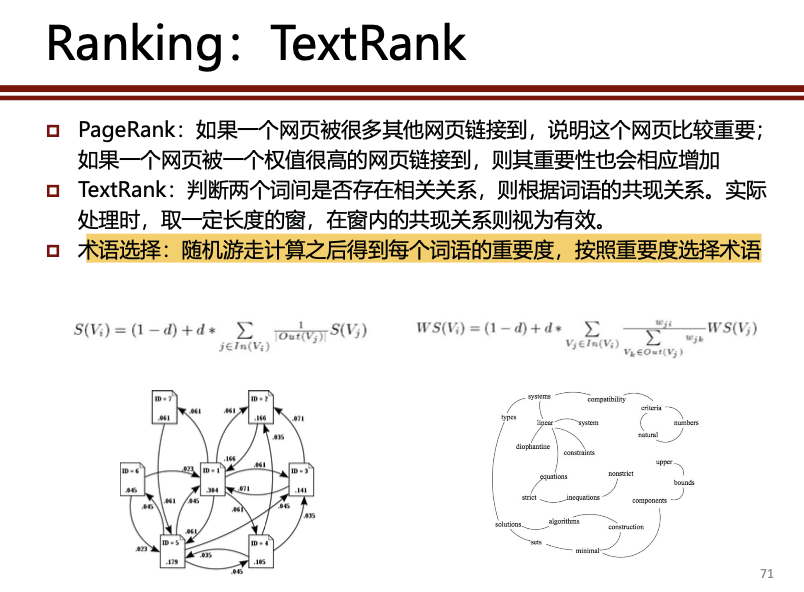 Ranking：TextRank
PageRank：如果一个网页被很多其他网页链接到，说明这个网页比较重要；
如果一个网页被一个权值很高的网页链接到，则其重要性也会相应增加
TextRank：判断两个词间是否存在相关关系，则根据词语的共现关系。实际
处理时，取一定长度的窗，在窗内的共现关系则视为有效。
术语选择：随机游走计算之后得到每个词语的重要度，按照重要度选择术语
S(V_i) = (1 − d) + d * ∑_{j∈In(V_i)} 1/|Out(V_j)| S(V_j)
WS(V_i) = (1 − d) + d * ∑_{V_j∈In(V_i)} w_{ji} / ∑_{V_k∈Out(V_j)} w_{jk} WS(V_j)
ID = 7
.061
ID = 2
.166
.061
.061
.071
.035
.166
ID = 6
.045
.023
ID = 1
.304
.061
.071
ID = 3
.141
.045
.061
.045
.061
.045
.035
.061
.023
ID = 5
.179
.035
.045
ID = 4
.105
systems
compatibility
criteria
types
linear
system
numbers
natural
diophantine
constraints
upper
equations
nonstrict
bounds
strict
inequations
components
solutions
algorithms
construction
sets
minimal
71